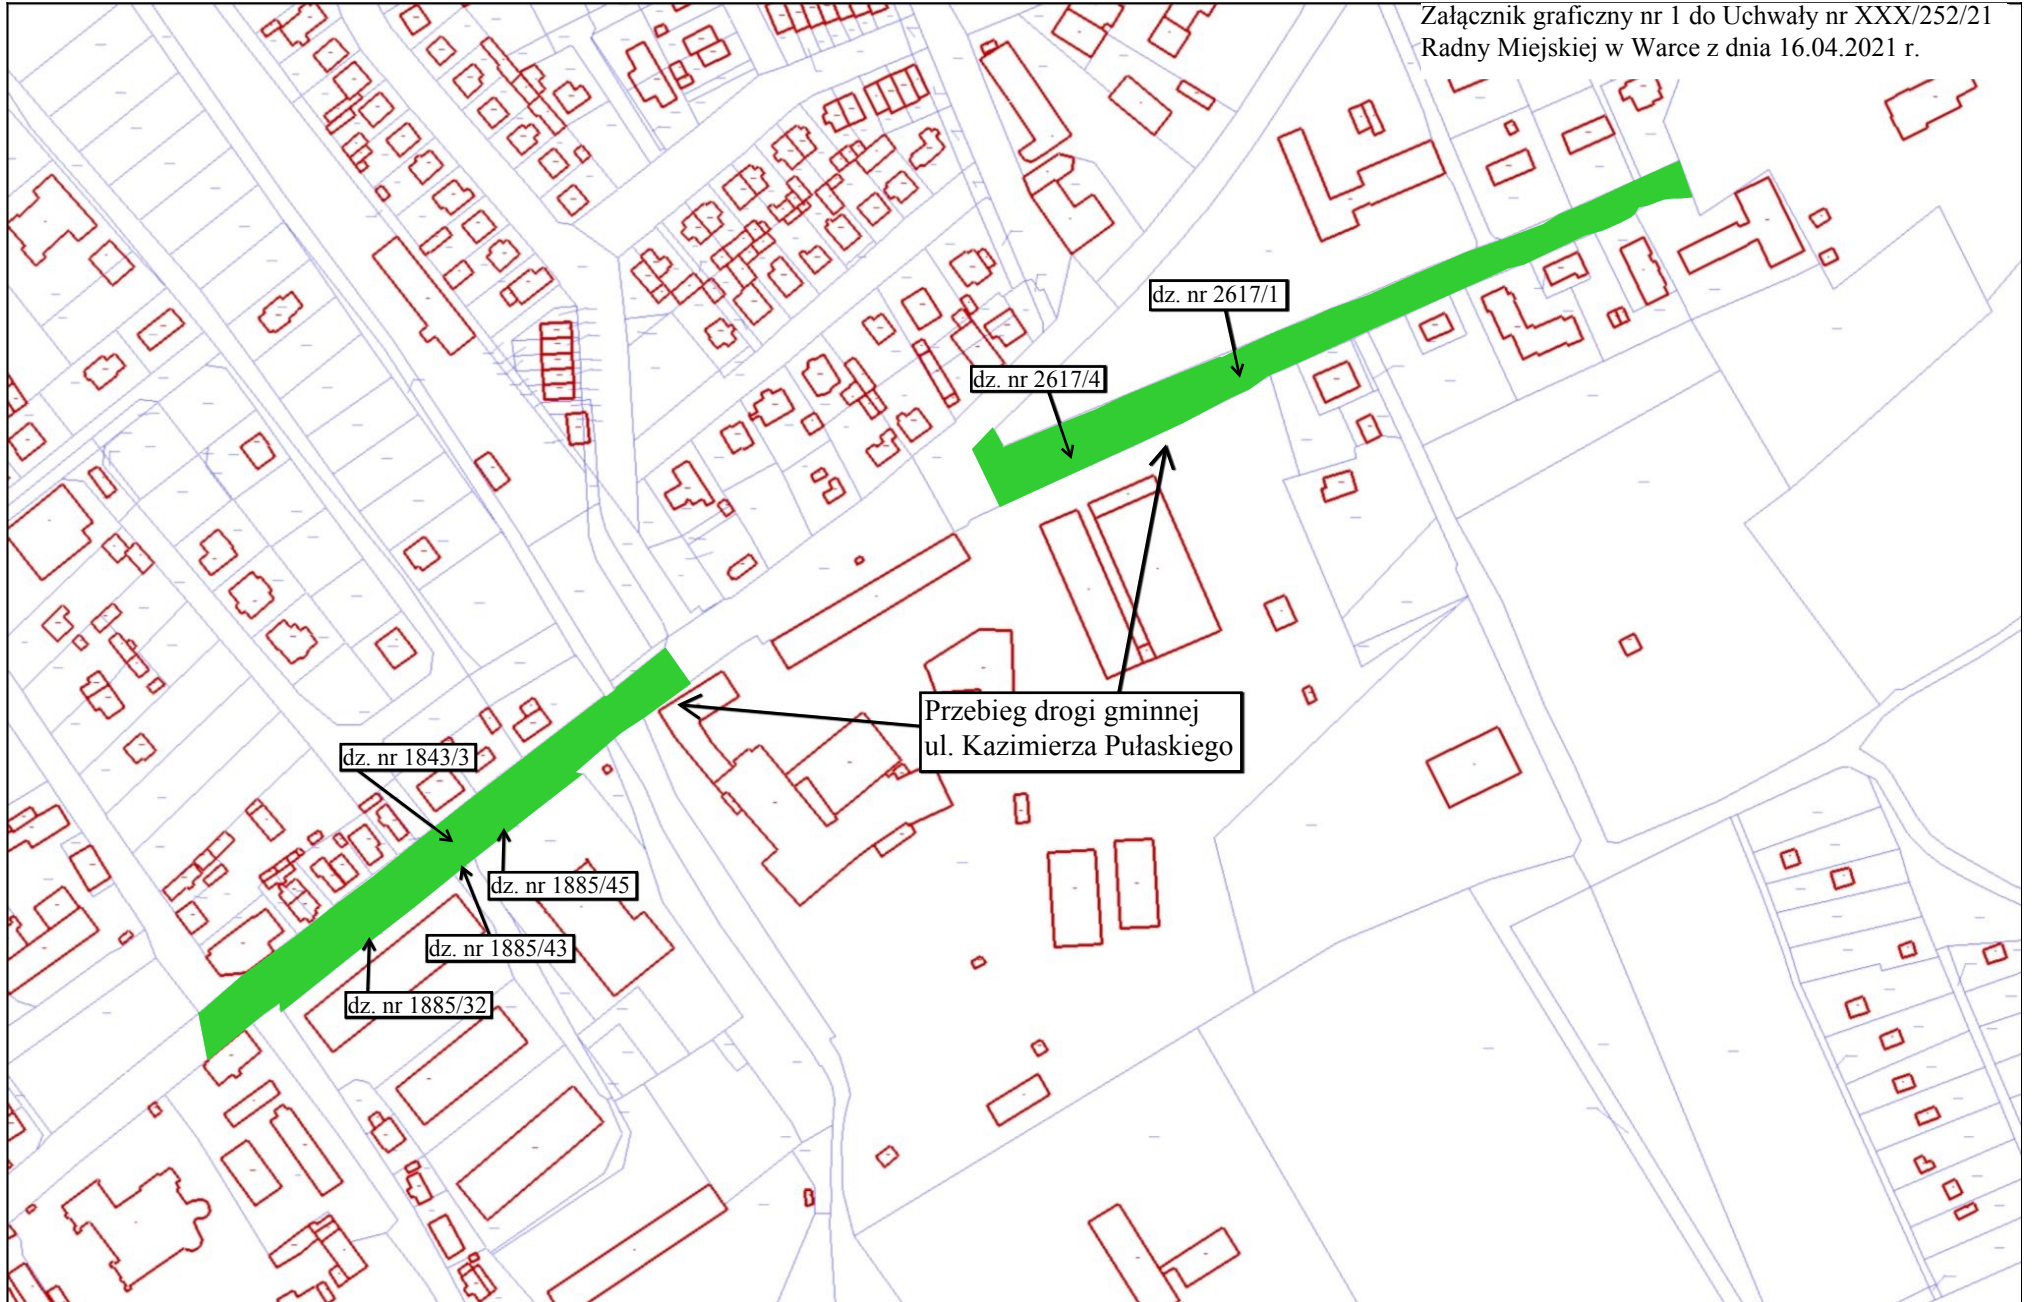 Załącznik graficzny nr 1 do Uchwały nr XXX/252/21
Radny Miejskiej w Warce z dnia 16.04.2021 r.
dz. nr 2617/1
dz. nr 2617/4
Przebieg drogi gminnej
ul. Kazimierza Pułaskiego
dz. nr 1843/3
dz. nr 1885/45
dz. nr 1885/43
dz. nr 1885/32